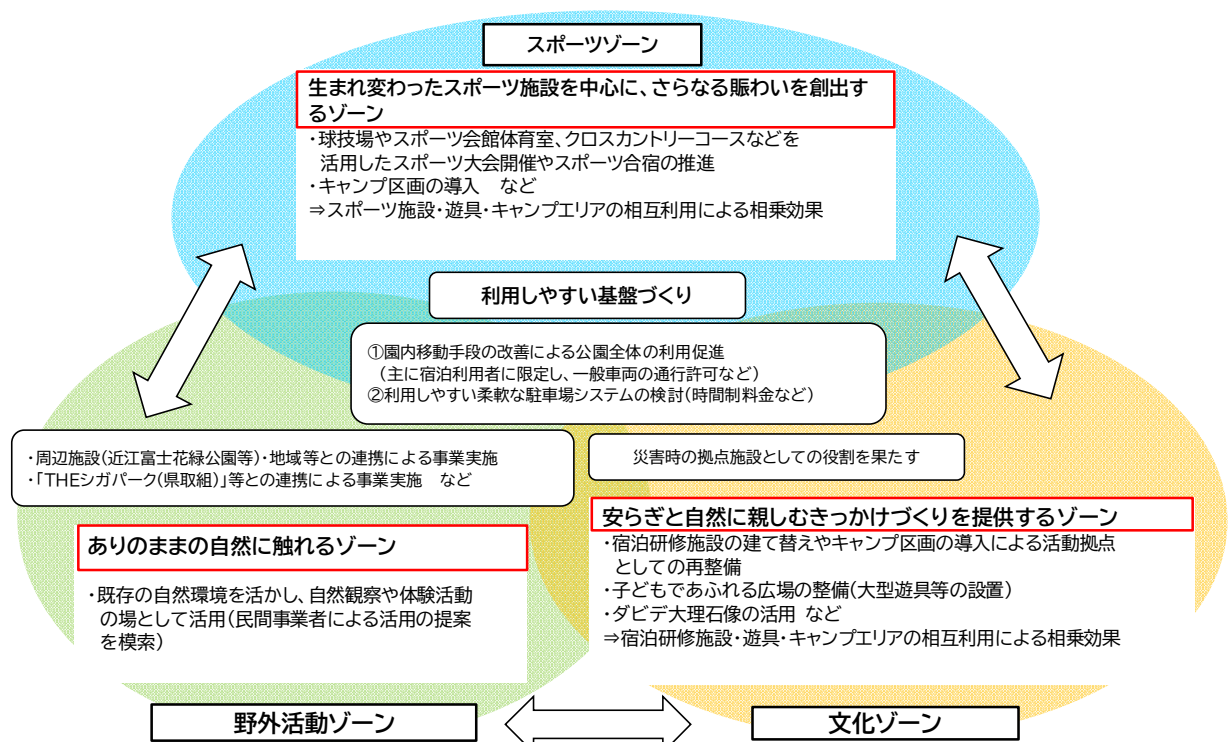 スポーツゾーン
生まれ変わったスポーツ施設を中心に、さらなる賑わいを創出す
るゾーン
・球技場やスポーツ会館体育室、クロスカントリーコースなどを
活用したスポーツ大会開催やスポーツ合宿の推進
・キャンプ区画の導入　など
⇒スポーツ施設・遊具・キャンプエリアの相互利用による相乗効果
利用しやすい基盤づくり
①園内移動手段の改善による公園全体の利用促進
（主に宿泊利用者に限定し、一般車両の通行許可など）
②利用しやすい柔軟な駐車場システムの検討（時間制料金など）
・周辺施設（近江富士花緑公園等）・地域等との連携による事業実施
・「THEシガパーク（県取組）」等との連携による事業実施　など
災害時の拠点施設としての役割を果たす
ありのままの自然に触れるゾーン
・既存の自然環境を活かし、自然観察や体験活動
の場として活用（民間事業者による活用の提案
を模索）
安らぎと自然に親しむきっかけづくりを提供するゾーン
・宿泊研修施設の建て替えやキャンプ区画の導入による活動拠点
としての再整備
・子どもであふれる広場の整備（大型遊具等の設置）
・ダビデ大理石像の活用 など
⇒宿泊研修施設・遊具・キャンプエリアの相互利用による相乗効果
野外活動ゾーン
文化ゾーン